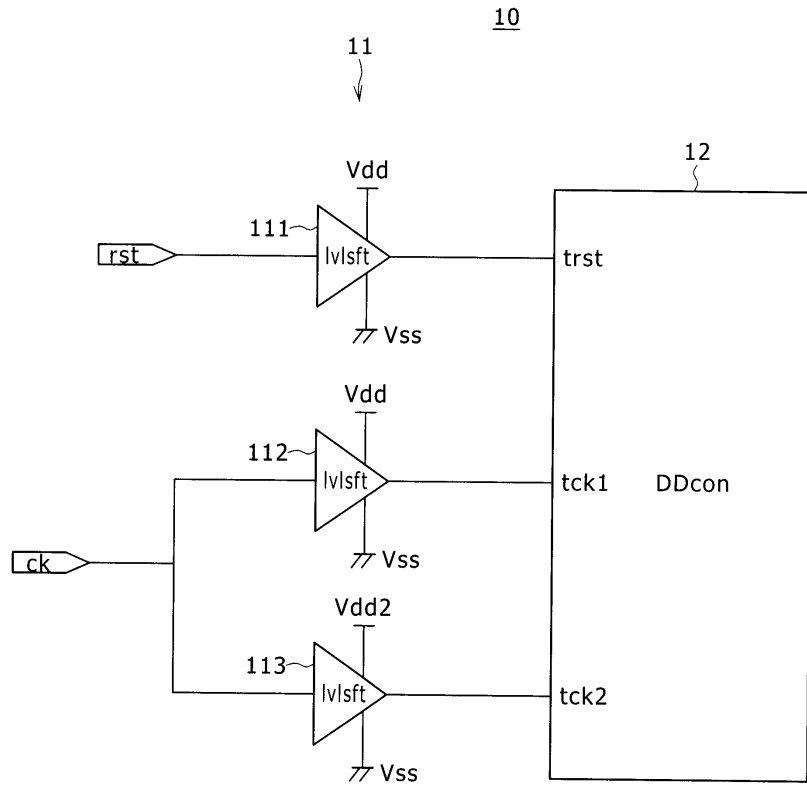 10
11
12
Vdd
111
lvlsft
rst
trst
Vss
Vdd
112
lvlsft
tck1
DDcon
Vss
ck
Vdd2
113
lvlsft
tck2
Vss